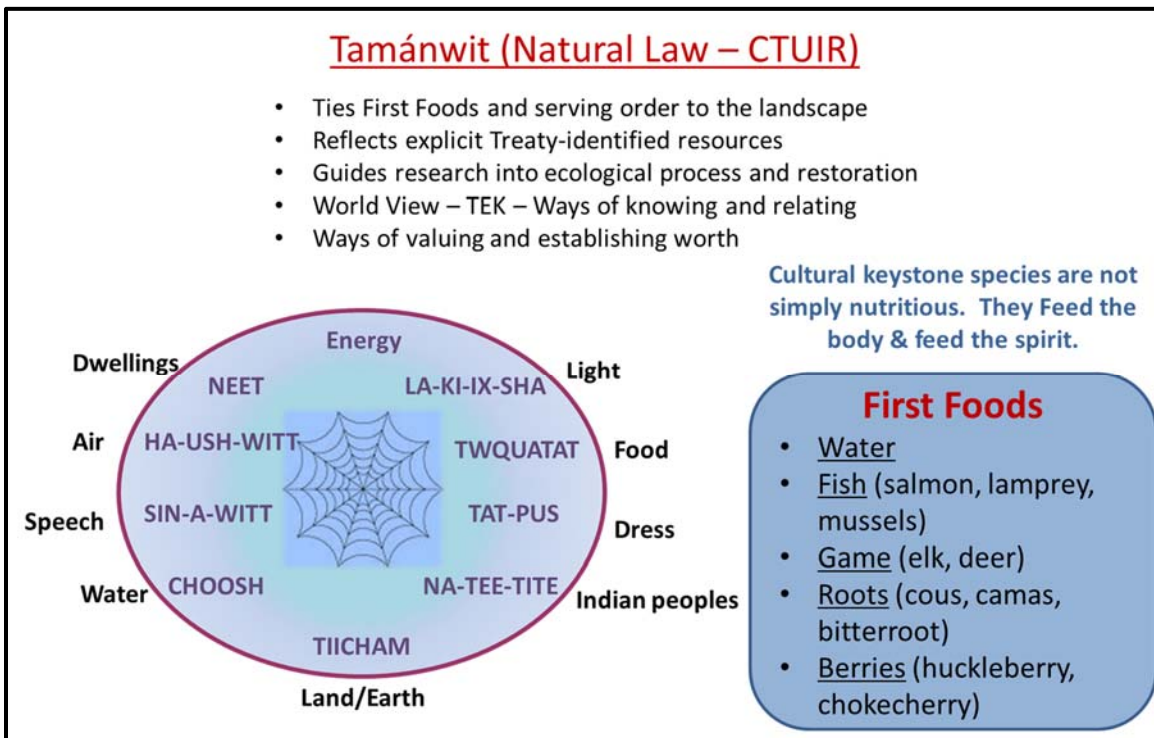 Tamánwit (Natural Law – CTUIR)
• Ties First Foods and serving order to the landscape
• Reflects explicit Treaty-identified resources
• Guides research into ecological process and restoration
• World View – TEK – Ways of knowing and relating
• Ways of valuing and establishing worth
Cultural keystone species are not
simply nutritious. They Feed the
body & feed the spirit.
Energy
Dwellings
NEET
LA-KI-IX-SHA
Light
Air
HA-USH-WITT
TWQUATAT
Food
Speech
SIN-A-WITT
TAT-PUS
Dress
Water
CHOOSH
NA-TEE-TITE
Indian peoples
TIICHAM
Land/Earth
First Foods
• Water
• Fish (salmon, lamprey,
mussels)
• Game (elk, deer)
• Roots (cous, camas,
bitterroot)
• Berries (huckleberry,
chokecherry)